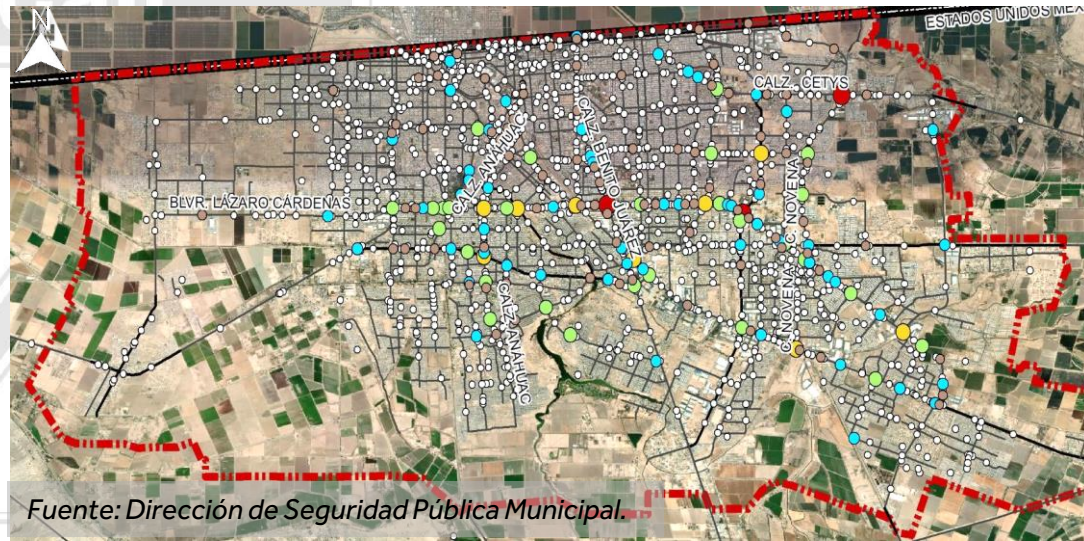 N
ESTADOS UNIDOS MEX
CALZ. CETYS
CALZ. ANÁHUAC
CALZ. BENITO JUÁREZ
C. NOVENA
BLVR. LÁZARO CÁRDENAS
C. NOVENA
CALZ. ANÁHUAC
Fuente: Dirección de Seguridad Pública Municipal.